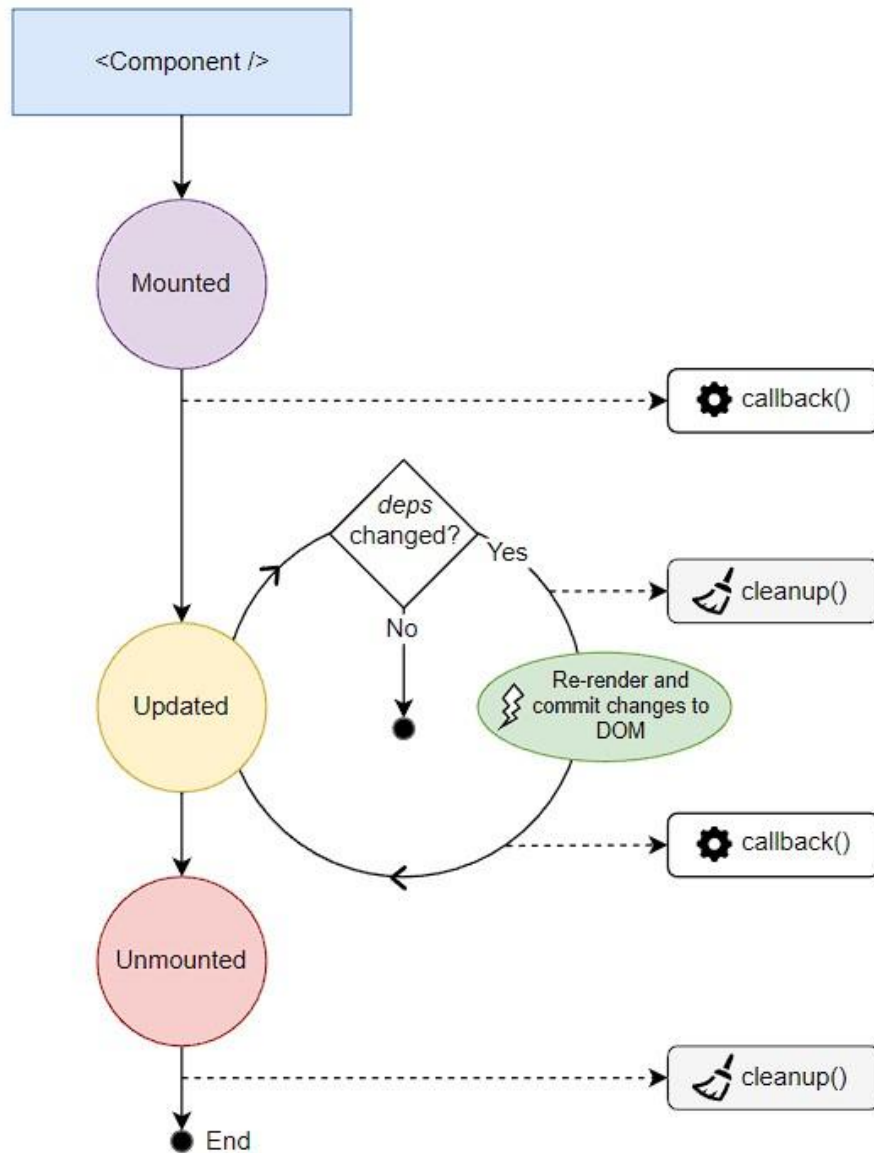 <Component />
Mounted
callback()
deps
changed?
Yes
cleanup()
No
Updated
Re-render and
commit changes to
DOM
callback()
Unmounted
cleanup()
End